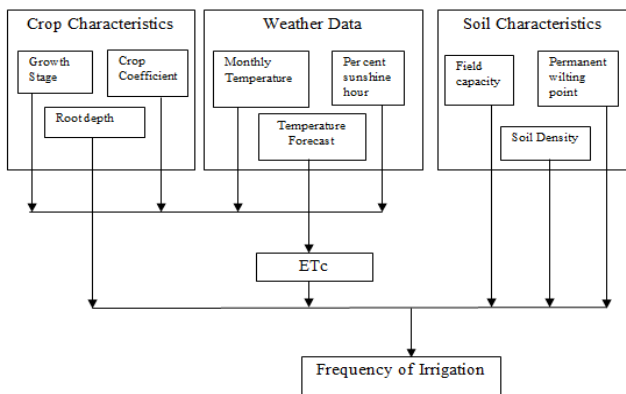 Crop Characteristics
Growth
Stage
Crop
Coefficient
Root depth
Weather Data
Monthly
Temperature
Per cent
sunshine
hour
Temperature
Forecast
Soil Characteristics
Field
capacity
Permanent
wilting
point
Soil Density
ETc
Frequency of Irrigation